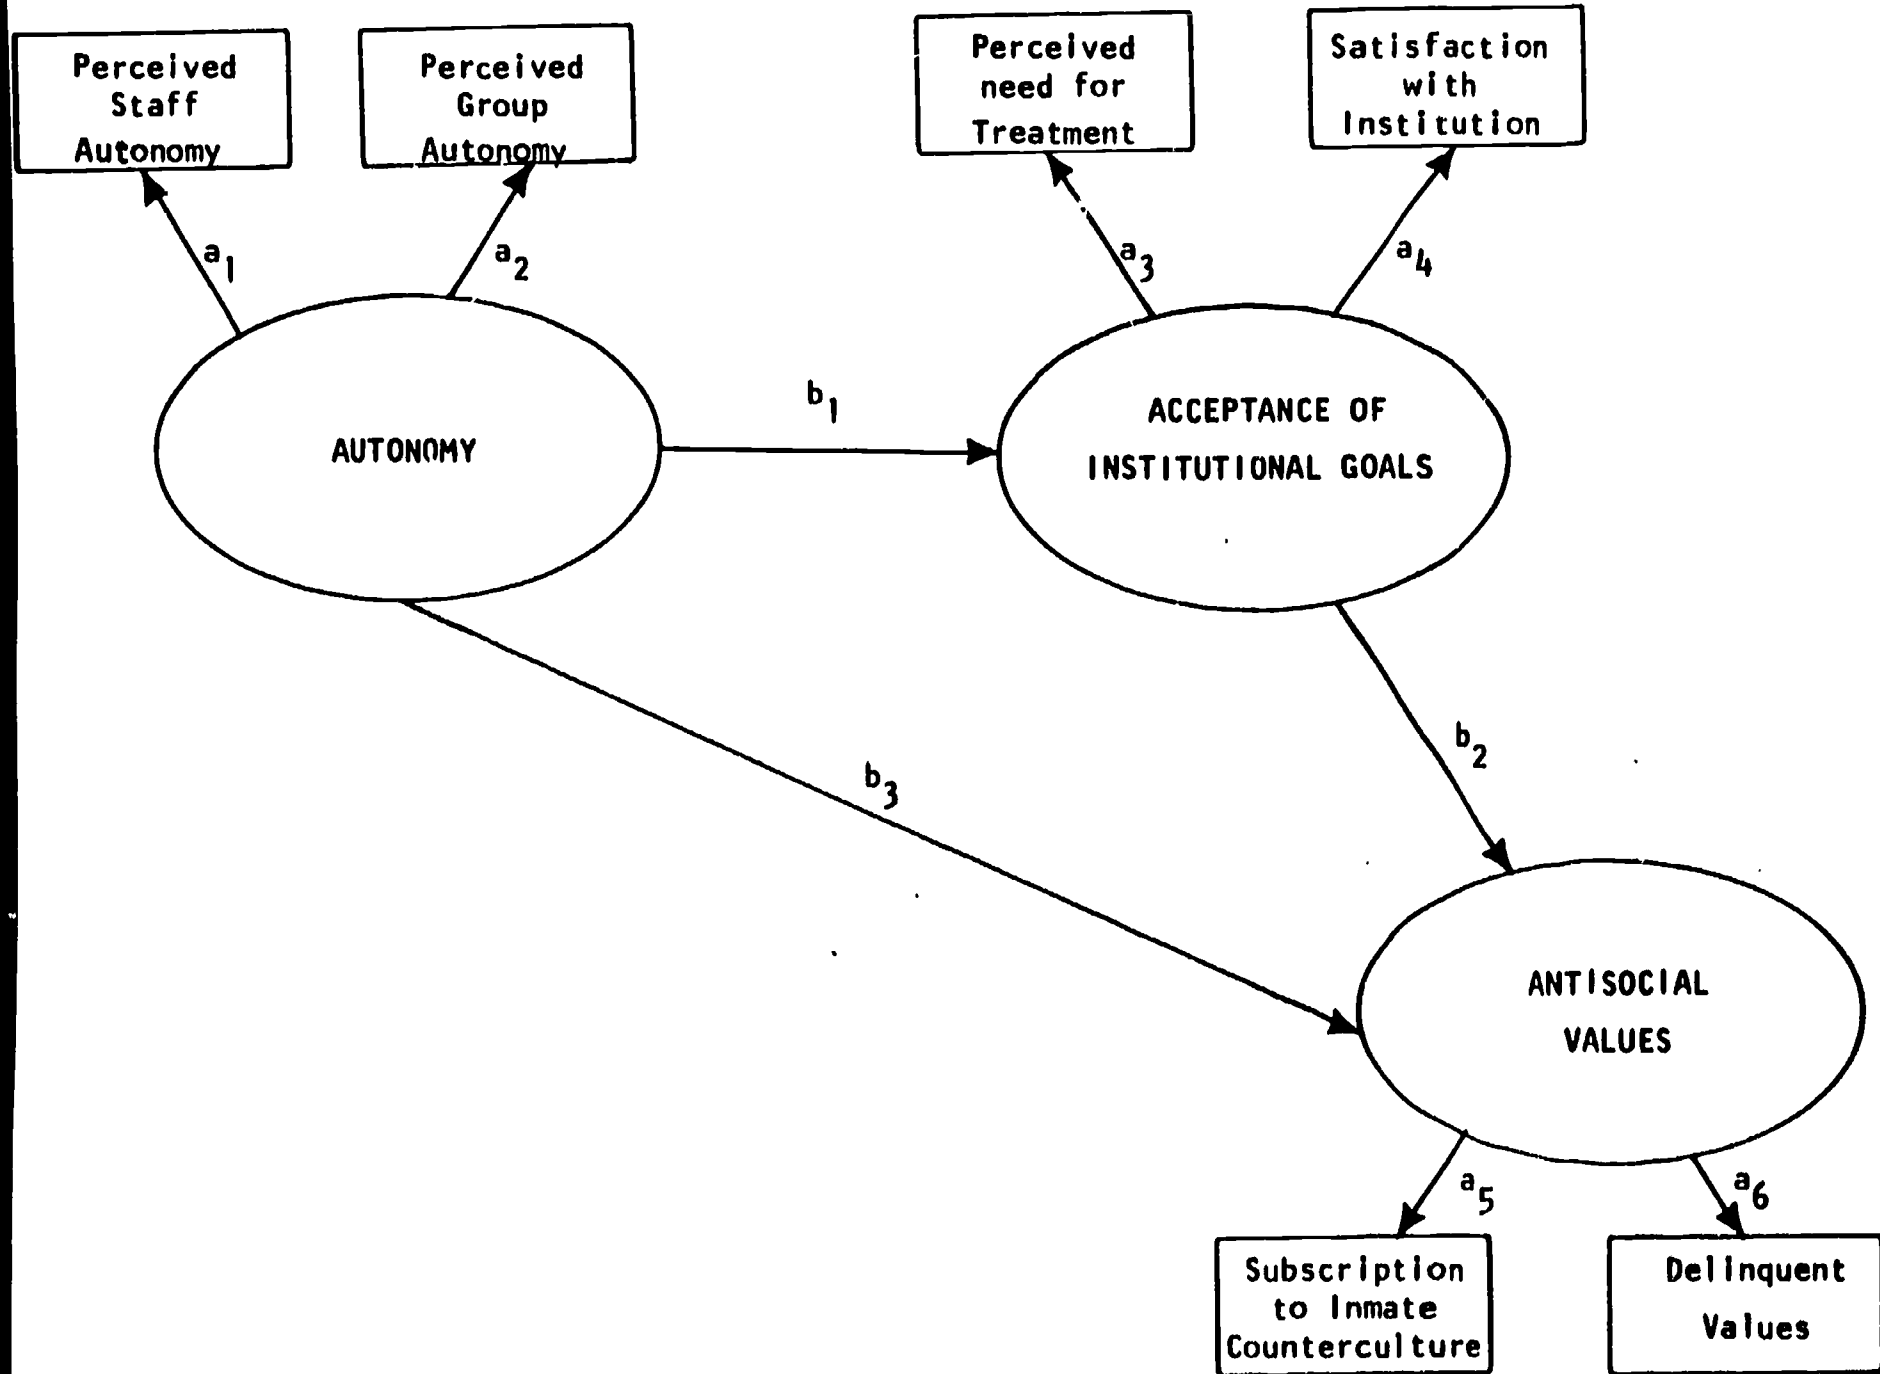 Perceived
Staff
Autonomy
Perceived
Group
Autonomy
Perceived
need for
Treatment
Satisfaction
with
Institution
a1
a2
a3
a4
AUTONOMY
b1
ACCEPTANCE OF
INSTITUTIONAL GOALS
b2
b3
ANTISOCIAL
VALUES
a5
a6
Subscription
to Inmate
Counterculture
Delinquent
Values